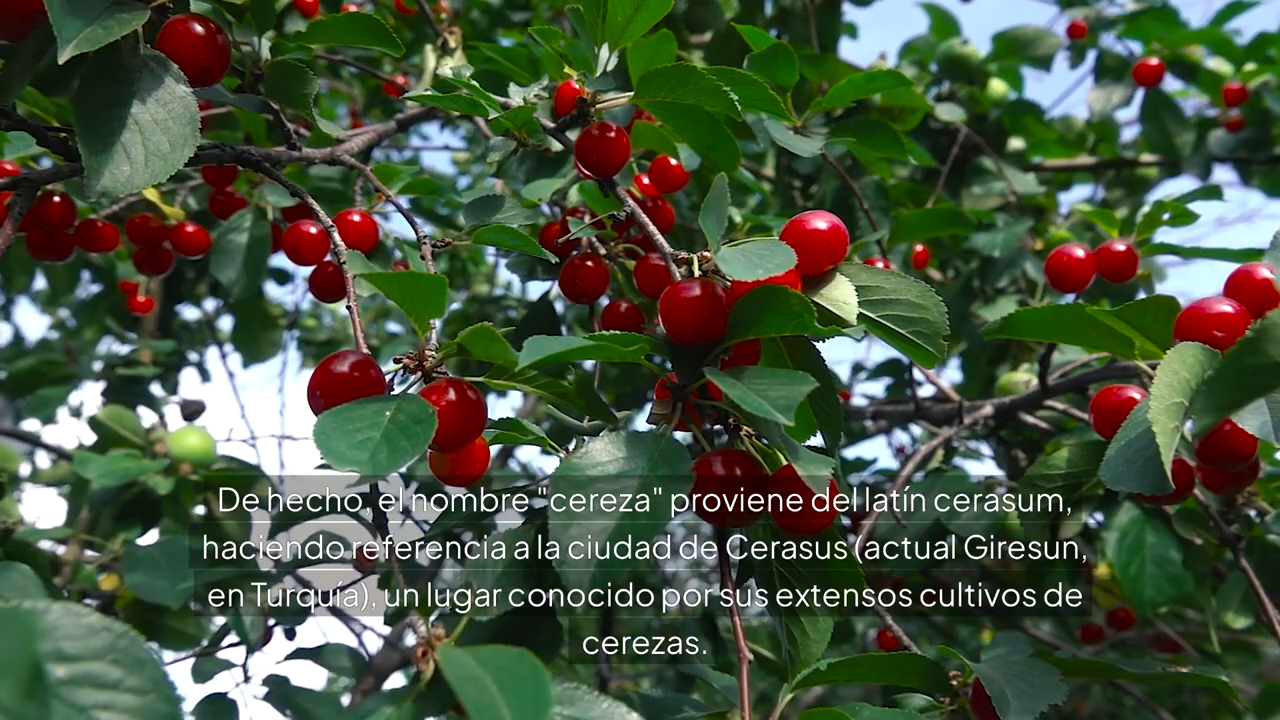 De hecho, el nombre "cereza" proviene del latín cerasum,
haciendo referencia a la ciudad de Cerasus (actual Giresun,
en Turquía), un lugar conocido por sus extensos cultivos de
cerezas.